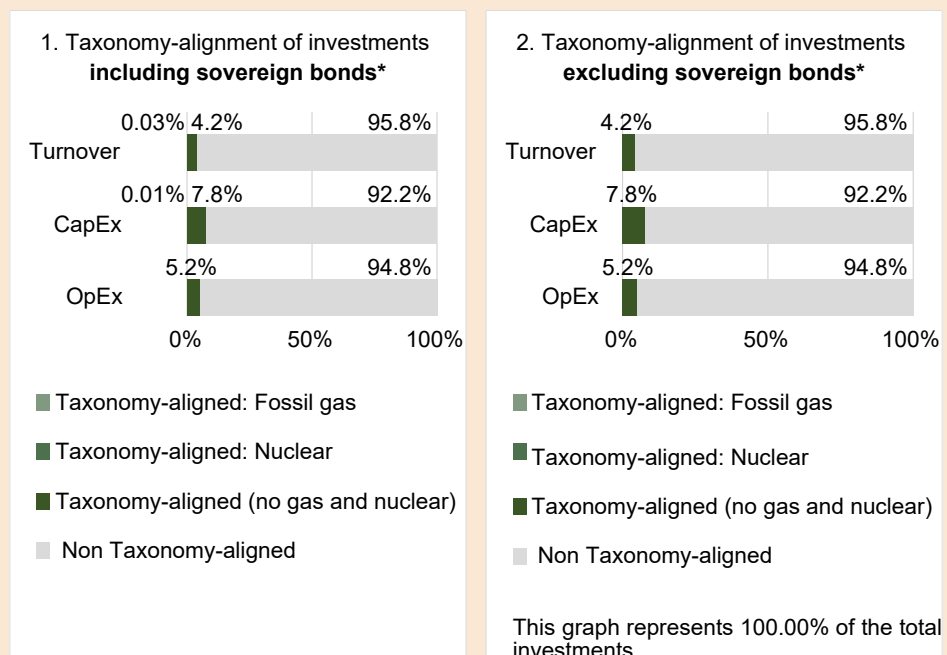 1. Taxonomy-alignment of investments
including sovereign bonds*
0.03% 4.2% 95.8%
Turnover
0.01% 7.8% 92.2%
CapEx
5.2% 94.8%
OpEx
0% 50% 100%
Taxonomy-aligned: Fossil gas
Taxonomy-aligned: Nuclear
Taxonomy-aligned (no gas and nuclear)
Non Taxonomy-aligned
2. Taxonomy-alignment of investments
excluding sovereign bonds*
4.2% 95.8%
Turnover
7.8% 92.2%
CapEx
5.2% 94.8%
OpEx
0% 50% 100%
Taxonomy-aligned: Fossil gas
Taxonomy-aligned: Nuclear
Taxonomy-aligned (no gas and nuclear)
Non Taxonomy-aligned
This graph represents 100.00% of the total
investments